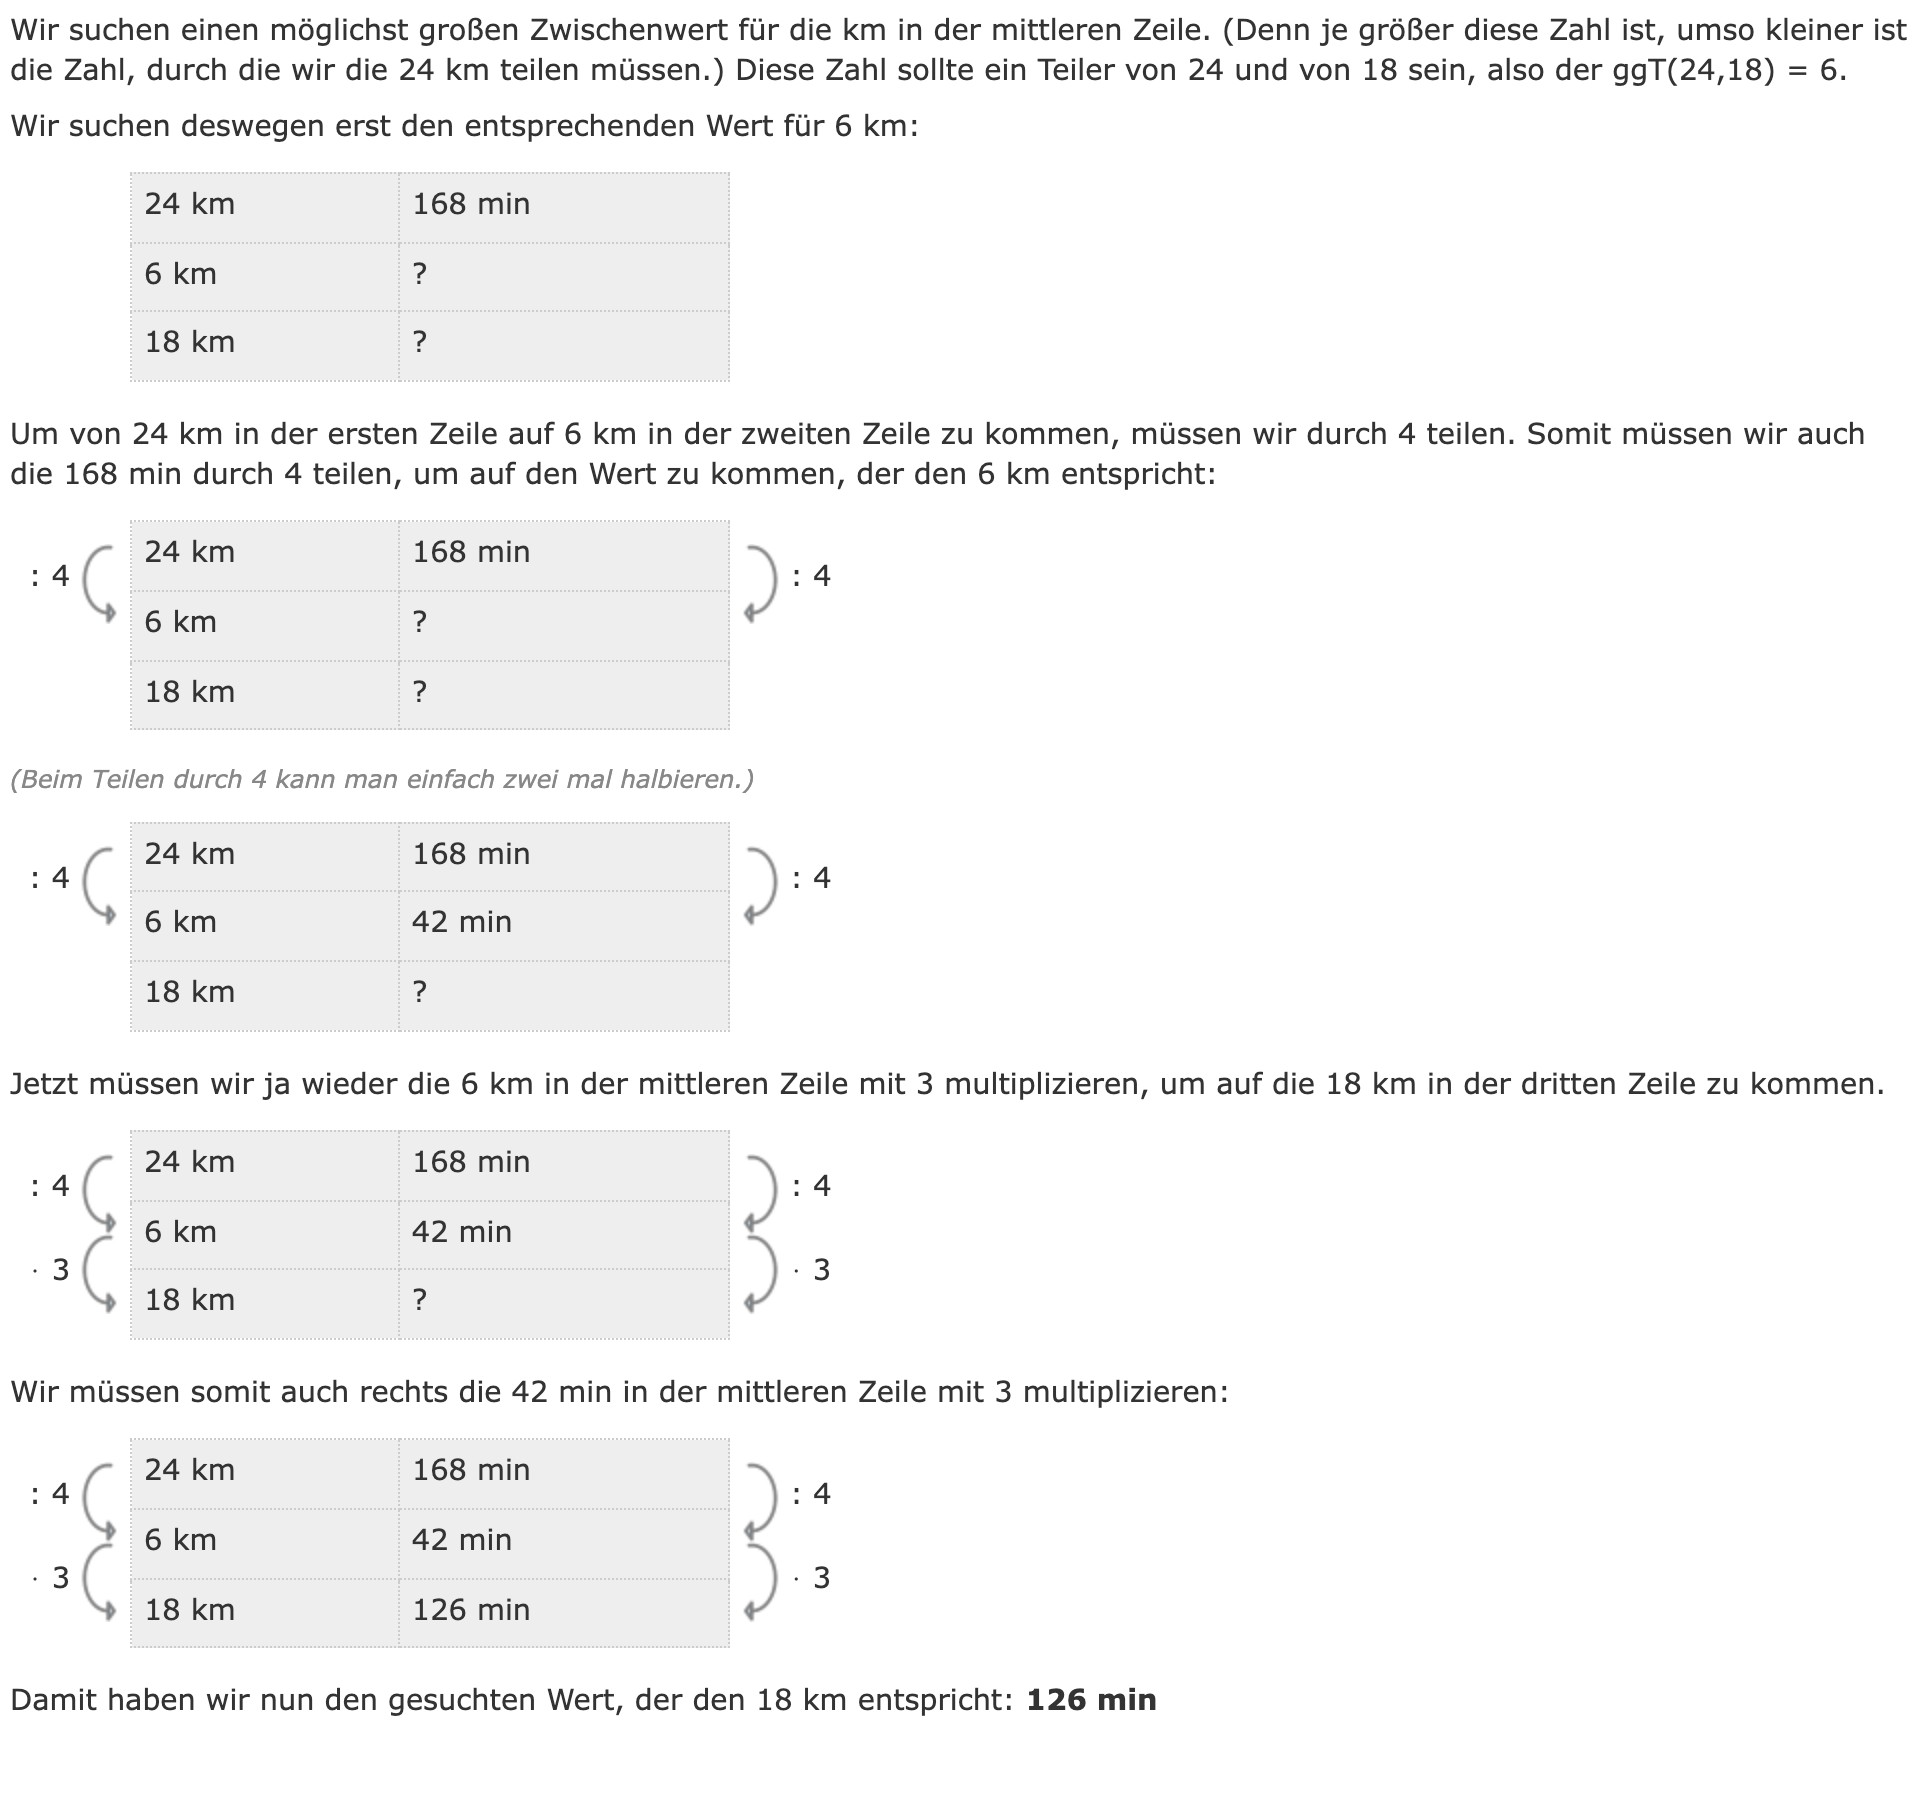 Wir suchen einen möglichst großen Zwischenwert für die km in der mittleren Zeile. (Denn je größer diese Zahl ist, umso kleiner ist
die Zahl, durch die wir die 24 km teilen müssen.) Diese Zahl sollte ein Teiler von 24 und von 18 sein, also der ggT(24,18) = 6.
Wir suchen deswegen erst den entsprechenden Wert für 6 km:
24 km 168 min
6 km ?
18 km ?
Um von 24 km in der ersten Zeile auf 6 km in der zweiten Zeile zu kommen, müssen wir durch 4 teilen. Somit müssen wir auch
die 168 min durch 4 teilen, um auf den Wert zu kommen, der den 6 km entspricht:
24 km 168 min
: 4 : 4
6 km ?
18 km ?
(Beim Teilen durch 4 kann man einfach zwei mal halbieren.)
24 km 168 min
: 4 : 4
6 km 42 min
18 km ?
Jetzt müssen wir ja wieder die 6 km in der mittleren Zeile mit 3 multiplizieren, um auf die 18 km in der dritten Zeile zu kommen.
24 km 168 min
: 4 : 4
6 km 42 min
· 3 · 3
18 km ?
Wir müssen somit auch rechts die 42 min in der mittleren Zeile mit 3 multiplizieren:
24 km 168 min
: 4 : 4
6 km 42 min
· 3 · 3
18 km 126 min
Damit haben wir nun den gesuchten Wert, der den 18 km entspricht: 126 min